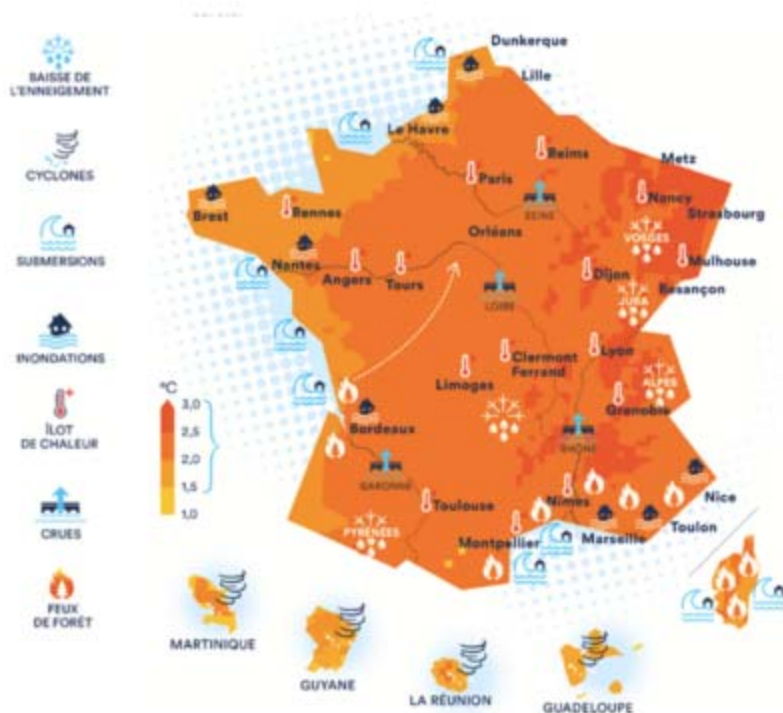 BAISSE DE
L'ENNEIGEMENT
CYCLONES
SUBMERSIONS
INONDATIONS
ÎLOT
DE CHALEUR
CRUES
FEUX
DE FORÊT
°C
3,0
2,5
2,0
1,0
Dunkerque
Lille
Le Havre
Reims
Metz
Paris
Nancy
Strasbourg
Brest
Rennes
SEINE
VOSGES
Orléans
Nantes
Angers
Tours
Dijon
Mulhouse
Besançon
LOIRE
JURA
Clermont
Ferrand
Lyon
Limoges
ALPES
Grenoble
Bordeaux
RHÔNE
GARONNE
Toulouse
Nîmes
Nice
PYRÉNÉES
Montpellier
Marseille
Toulon
MARTINIQUE
GUYANE
LA RÉUNION
GUADELOUPE